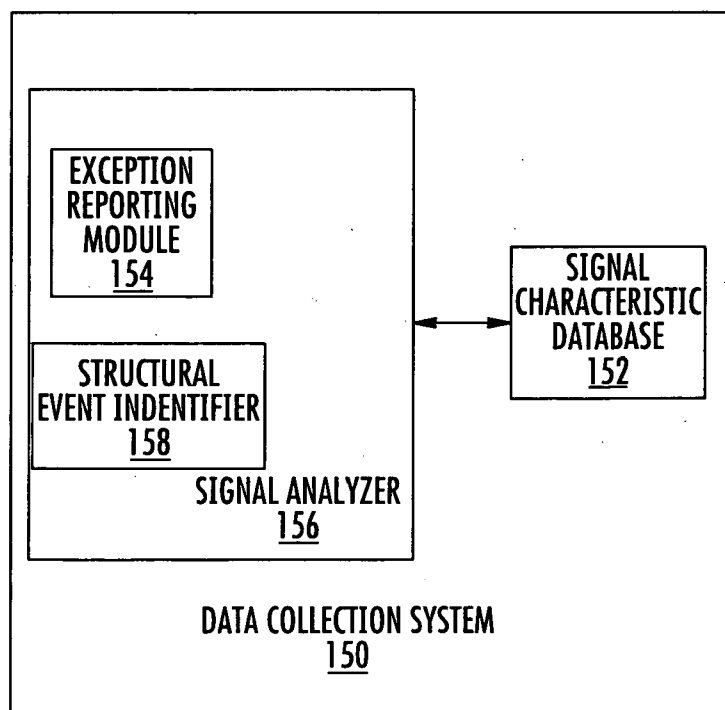 EXCEPTION
REPORTING
MODULE
154
STRUCTURAL
EVENT INDENTIFIER
158
SIGNAL ANALYZER
156
SIGNAL
CHARACTERISTIC
DATABASE
152
DATA COLLECTION SYSTEM
150